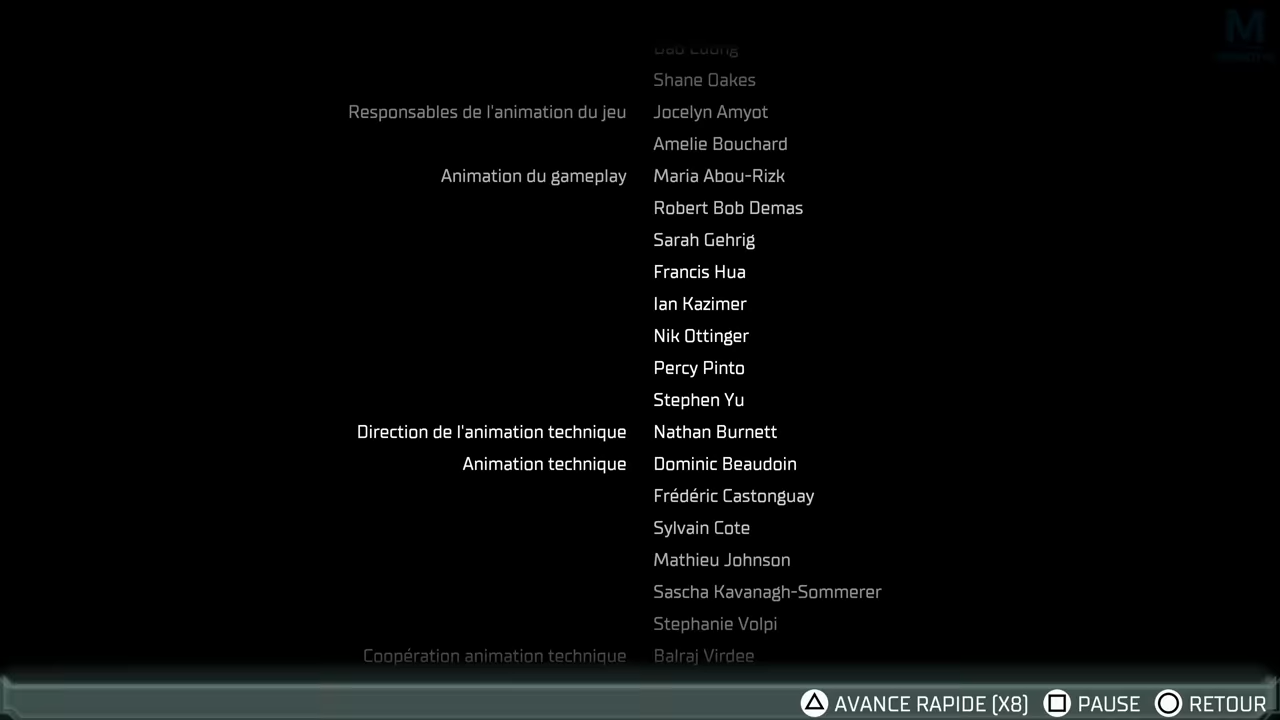 Shane Oakes
Responsables de l'animation du jeu Jocelyn Amyot
Amelie Bouchard
Animation du gameplay Maria Abou-Rizk
Robert Bob Demas
Sarah Gehrig
Francis Hua
Ian Kazimer
Nik Ottinger
Percy Pinto
Stephen Yu
Direction de l'animation technique Nathan Burnett
Animation technique Dominic Beaudoin
Frédéric Castonguay
Sylvain Cote
Mathieu Johnson
Sascha Kavanagh-Sommerer
Stephanie Volpi
Coopération animation technique Balraj Virdee
AVANCE RAPIDE (X8) PAUSE RETOUR